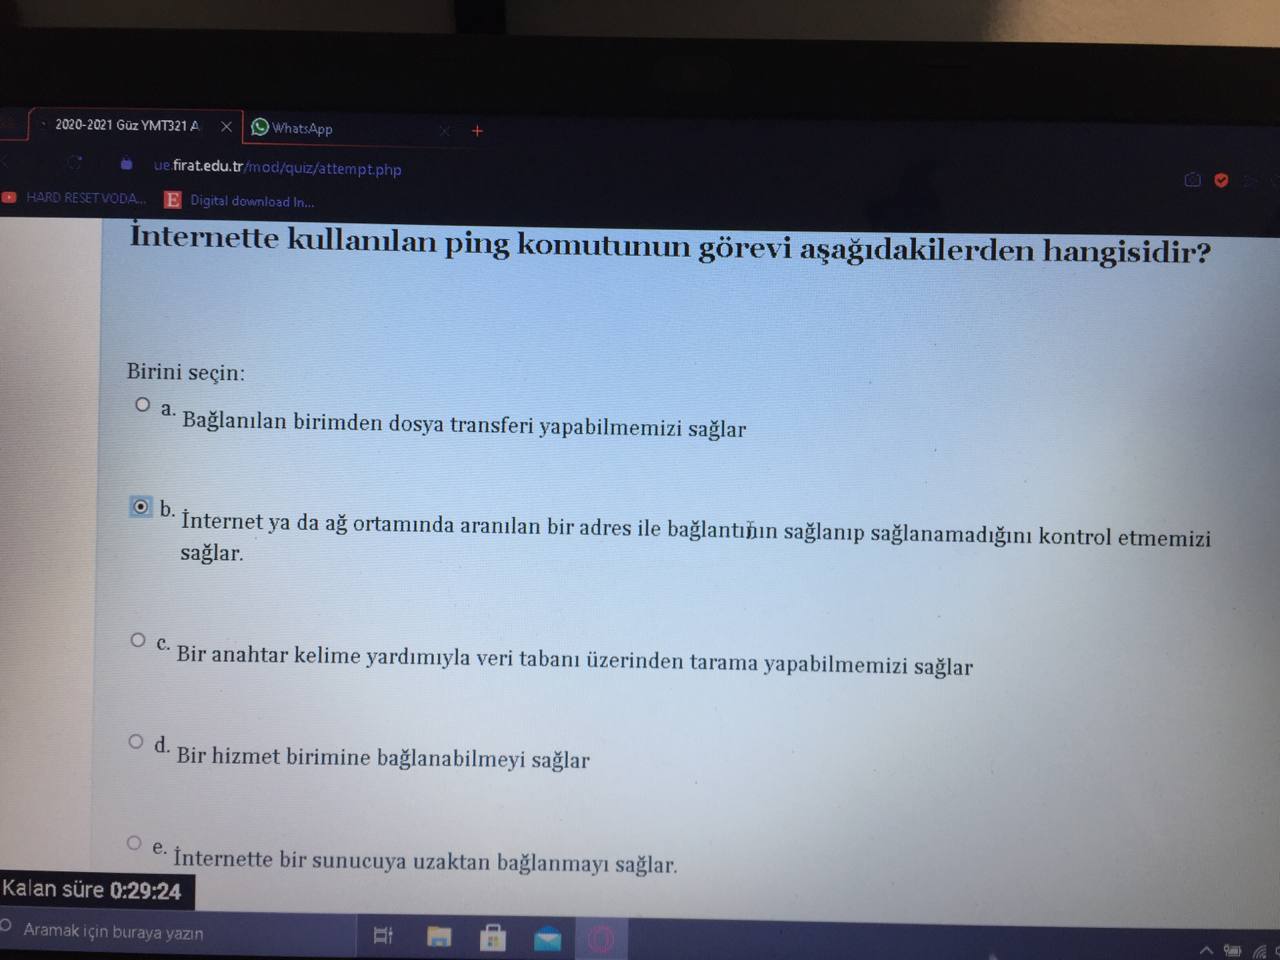 2020-2021 Güz YMT321 A
WhatsApp
ue.firat.edu.tr/mod/quiz/attempt.php
HARD RESET VODA...
E Digital download In...
İnternette kullanılan ping komutunun görevi aşağıdakilerden hangisidir?
Birini seçin:
a. Bağlanılan birimden dosya transferi yapabilmemizi sağlar
b. İnternet ya da ağ ortamında aranılan bir adres ile bağlantının sağlanıp sağlanamadığını kontrol etmemizi
sağlar.
c. Bir anahtar kelime yardımıyla veri tabanı üzerinden tarama yapabilmemizi sağlar
d. Bir hizmet birimine bağlanabilmeyi sağlar
e. İnternette bir sunucuya uzaktan bağlanmayı sağlar.
Kalan süre 0:29:24
Aramak için buraya yazın